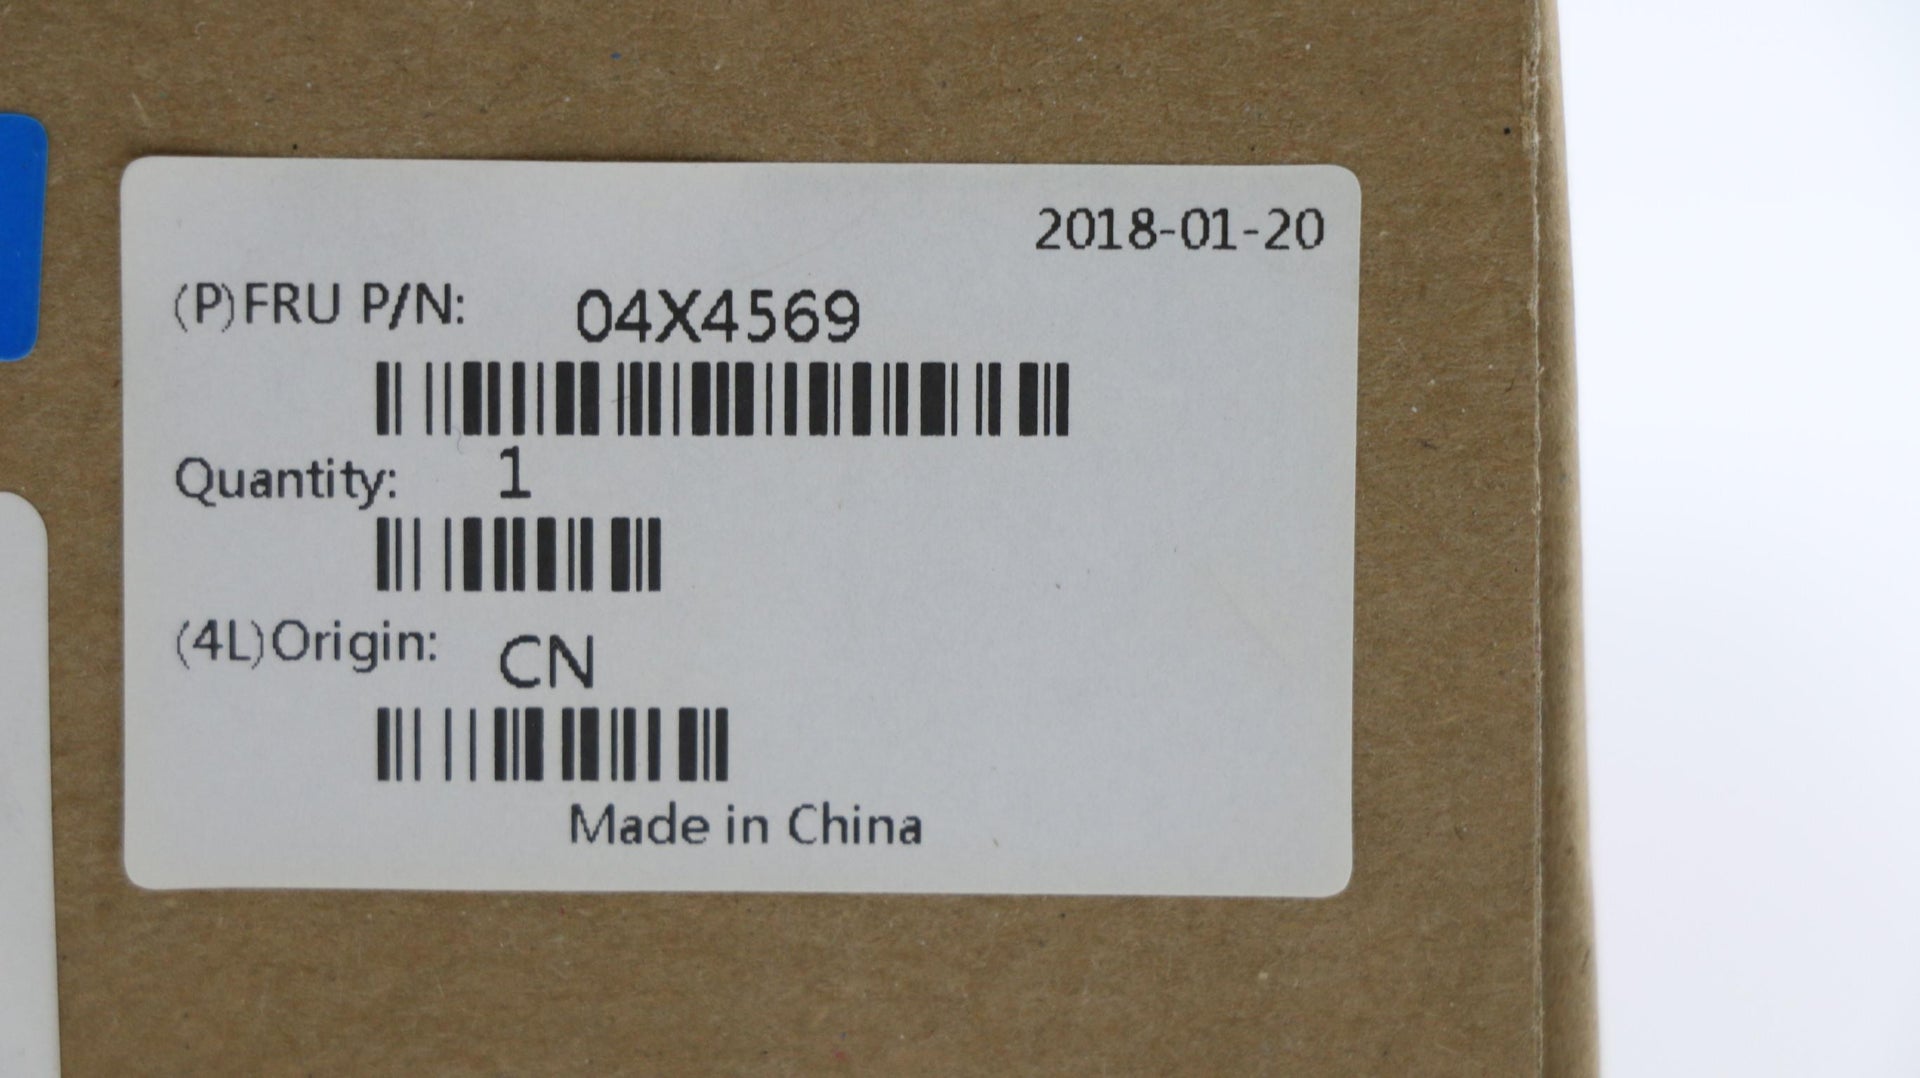 2018-01-20
(P)FRU P/N: 04X4569
Quantity: 1
(4L)Origin: CN
Made in China